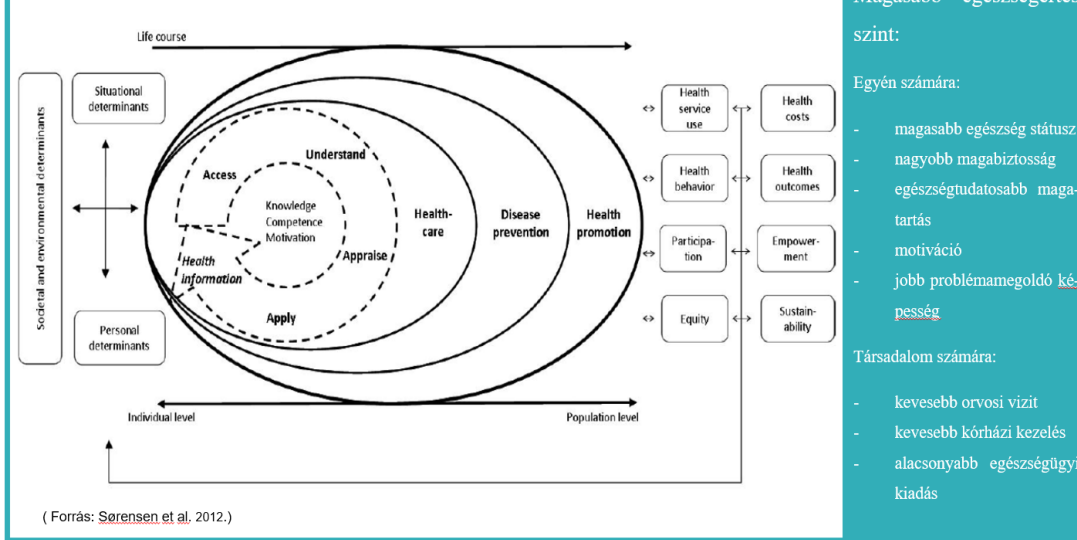 Life course
Societal and environmental determinants
Situational
determinants
Personal
determinants
Access
Understand
Knowledge
Competence
Motivation
Health
information
Appraise
Apply
Health-
care
Disease
prevention
Health
promotion
Individual level
Population level
Health
service
use
Health
costs
Health
behavior
Health
outcomes
Participa-
tion
Empower-
ment
Equity
Sustain-
ability
( Forrás: Sørensen et al. 2012.)
Magasabb egészségértés
szint:
Egyén számára:
- magasabb egészség státusz
- nagyobb magabiztosság
- egészségtudatosabb maga-
tartás
- motiváció
- jobb problémamegoldó ké-
pesség
Társadalom számára:
- kevesebb orvosi vizit
- kevesebb kórházi kezelés
- alacsonyabb egészségügyi
kiadás